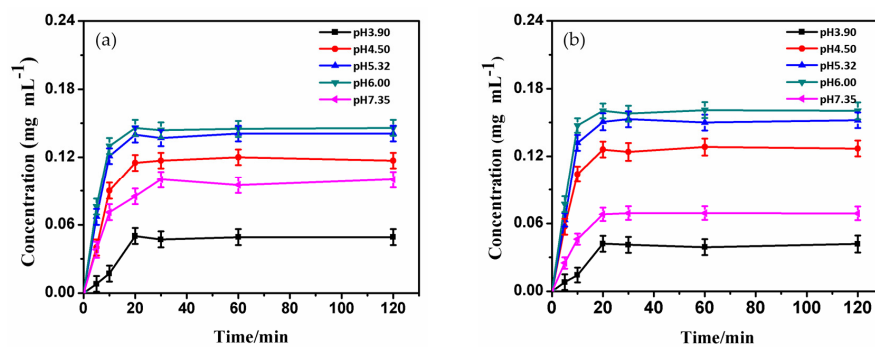 (a)
pH3.90
pH4.50
pH5.32
pH6.00
pH7.35
0.24
0.18
0.12
0.06
0.00
Concentration (mg mL⁻¹)
0 20 40 60 80 100 120
Time/min
(b)
pH3.90
pH4.50
pH5.32
pH6.00
pH7.35
0.24
0.18
0.12
0.06
0.00
Concentration (mg mL⁻¹)
0 20 40 60 80 100 120
Time/min